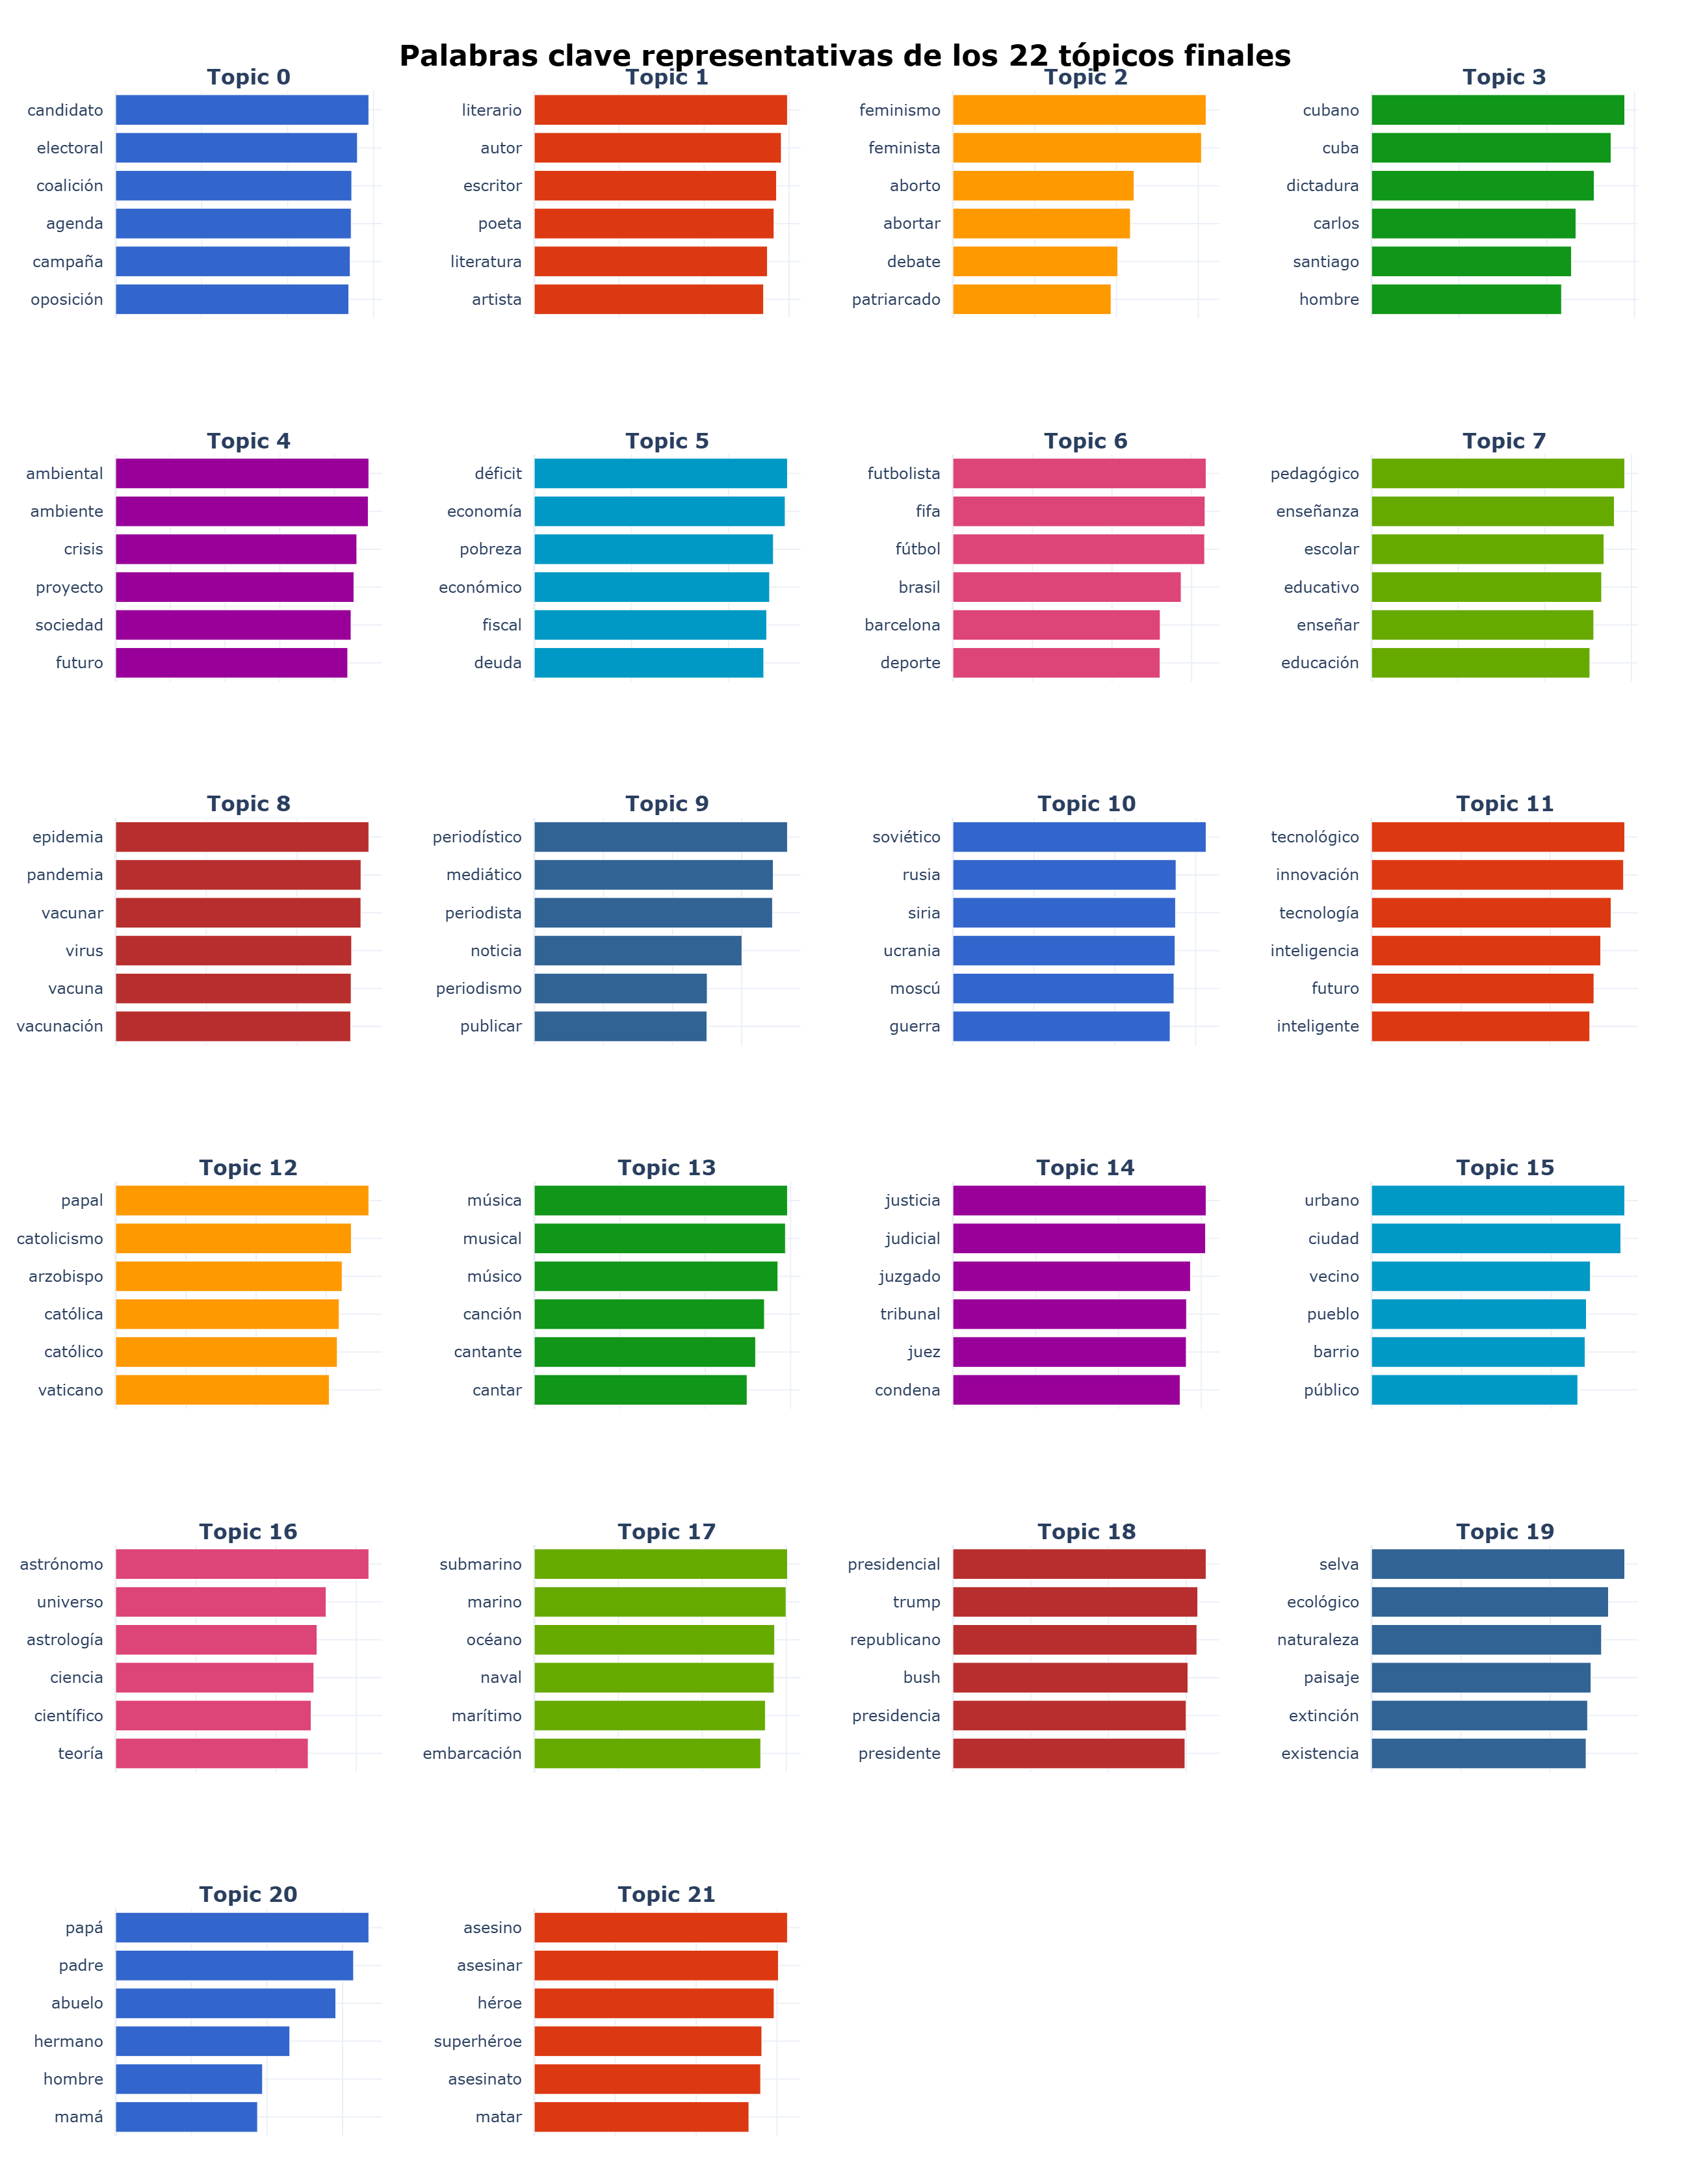 Palabras clave representativas de los 22 tópicos finales
Topic 0
candidato
electoral
coalición
agenda
campaña
oposición
Topic 1
literario
autor
escritor
poeta
literatura
artista
Topic 2
feminismo
feminista
aborto
abortar
debate
patriarcado
Topic 3
cubano
cuba
dictadura
carlos
santiago
hombre
Topic 4
ambiental
ambiente
crisis
proyecto
sociedad
futuro
Topic 5
déficit
economía
pobreza
económico
fiscal
deuda
Topic 6
futbolista
fifa
fútbol
brasil
barcelona
deporte
Topic 7
pedagógico
enseñanza
escolar
educativo
enseñar
educación
Topic 8
epidemia
pandemia
vacunar
virus
vacuna
vacunación
Topic 9
periodístico
mediático
periodista
noticia
periodismo
publicar
Topic 10
soviético
rusia
siria
ucrania
moscú
guerra
Topic 11
tecnológico
innovación
tecnología
inteligencia
futuro
inteligente
Topic 12
papal
catolicismo
arzobispo
católica
católico
vaticano
Topic 13
música
musical
músico
canción
cantante
cantar
Topic 14
justicia
judicial
juzgado
tribunal
juez
condena
Topic 15
urbano
ciudad
vecino
pueblo
barrio
público
Topic 16
astrónomo
universo
astrología
ciencia
científico
teoría
Topic 17
submarino
marino
océano
naval
marítimo
embarcación
Topic 18
presidencial
trump
republicano
bush
presidencia
presidente
Topic 19
selva
ecológico
naturaleza
paisaje
extinción
existencia
Topic 20
papá
padre
abuelo
hermano
hombre
mamá
Topic 21
asesino
asesinar
héroe
superhéroe
asesinato
matar